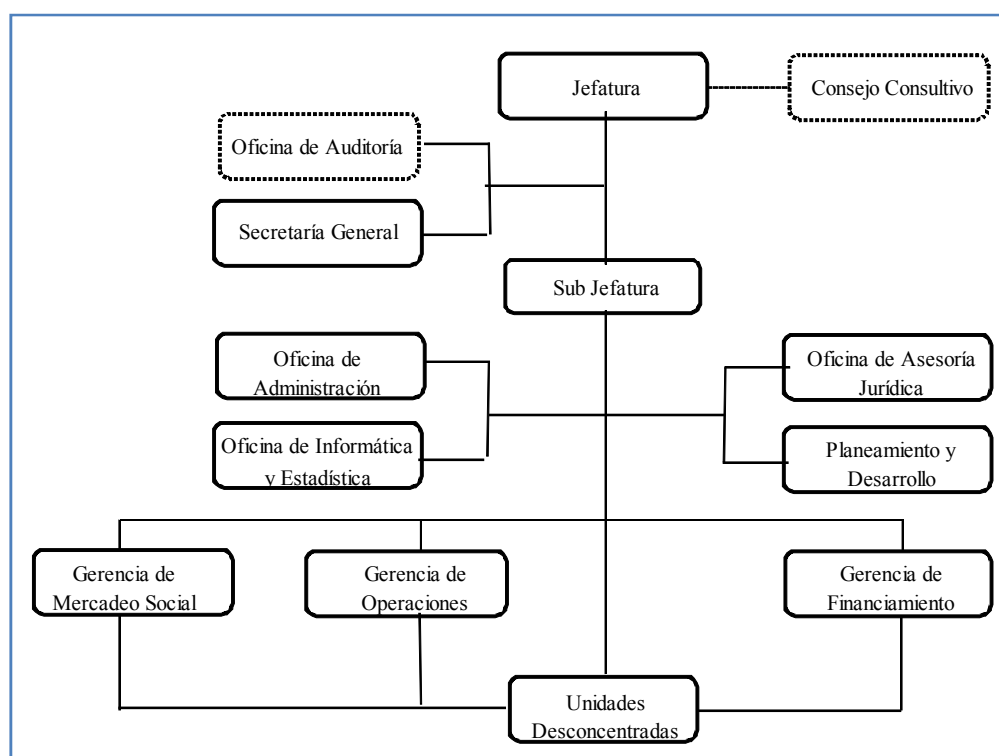 Jefatura
Consejo Consultivo
Oficina de Auditoría
Secretaría General
Sub Jefatura
Oficina de
Administración
Oficina de Asesoría
Jurídica
Oficina de Informática
y Estadística
Planeamiento y
Desarrollo
Gerencia de
Mercadeo Social
Gerencia de
Operaciones
Gerencia de
Financiamiento
Unidades
Desconcentradas